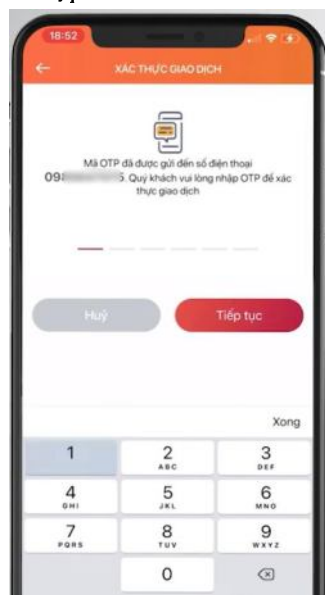 18:52
XÁC THỰC GIAO DỊCH
Mã OTP đã được gửi đến số điện thoại
098 5. Quý khách vui lòng nhập OTP để xác
thực giao dịch
Huỷ
Tiếp tục
Xong
1
2
ABC
3
DEF
4
GHI
5
JKL
6
MNO
7
PQRS
8
TUV
9
WXYZ
0